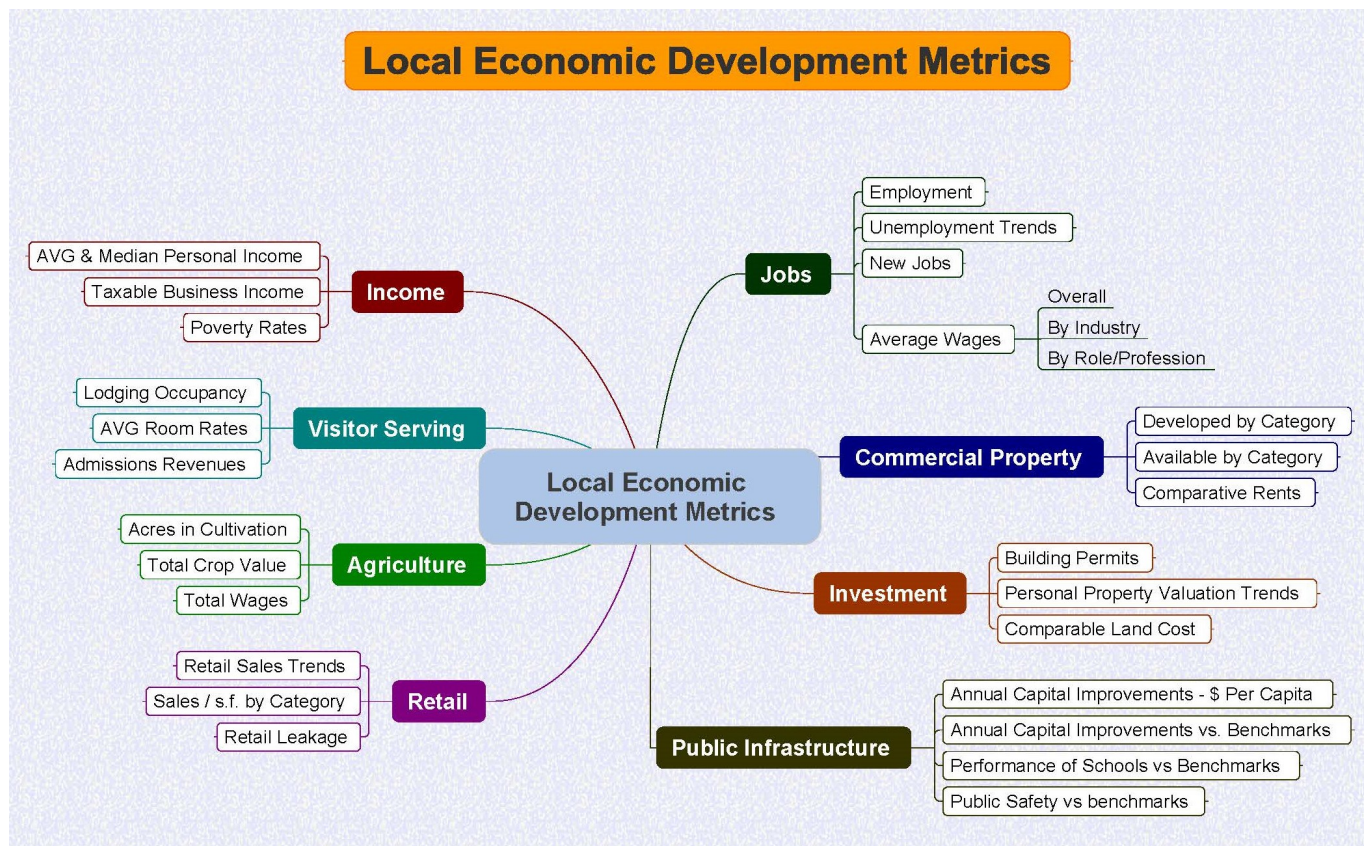 Local Economic Development Metrics
Income
AVG & Median Personal Income
Taxable Business Income
Poverty Rates
Visitor Serving
Lodging Occupancy
AVG Room Rates
Admissions Revenues
Agriculture
Acres in Cultivation
Total Crop Value
Total Wages
Retail
Retail Sales Trends
Sales / s.f. by Category
Retail Leakage
Local Economic
Development Metrics
Jobs
Employment
Unemployment Trends
New Jobs
Average Wages
Overall
By Industry
By Role/Profession
Commercial Property
Developed by Category
Available by Category
Comparative Rents
Investment
Building Permits
Personal Property Valuation Trends
Comparable Land Cost
Public Infrastructure
Annual Capital Improvements - $ Per Capita
Annual Capital Improvements vs. Benchmarks
Performance of Schools vs Benchmarks
Public Safety vs benchmarks